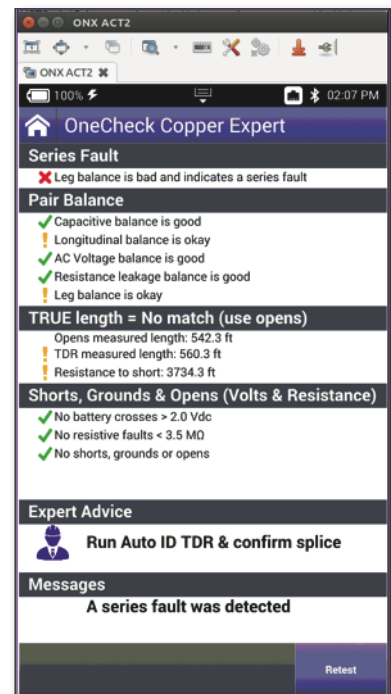 ONX ACT2
ONX ACT2
100% 02:07 PM
OneCheck Copper Expert
Series Fault
Leg balance is bad and indicates a series fault
Pair Balance
Capacitive balance is good
Longitudinal balance is okay
AC Voltage balance is good
Resistance leakage balance is good
Leg balance is okay
TRUE length = No match (use opens)
Opens measured length: 542.3 ft
TDR measured length: 560.3 ft
Resistance to short: 3734.3 ft
Shorts, Grounds & Opens (Volts & Resistance)
No battery crosses > 2.0 Vdc
No resistive faults < 3.5 MΩ
No shorts, grounds or opens
Expert Advice
Run Auto ID TDR & confirm splice
Messages
A series fault was detected
Retest